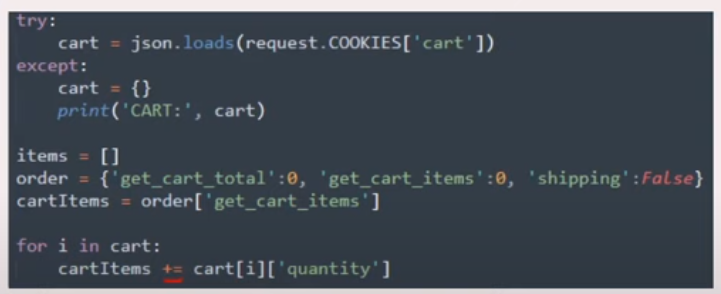 try:
    cart = json.loads(request.COOKIES['cart'])
except:
    cart = {}
    print('CART:', cart)
items = []
order = {'get_cart_total':0, 'get_cart_items':0, 'shipping':False}
cartItems = order['get_cart_items']
for i in cart:
    cartItems += cart[i]['quantity']